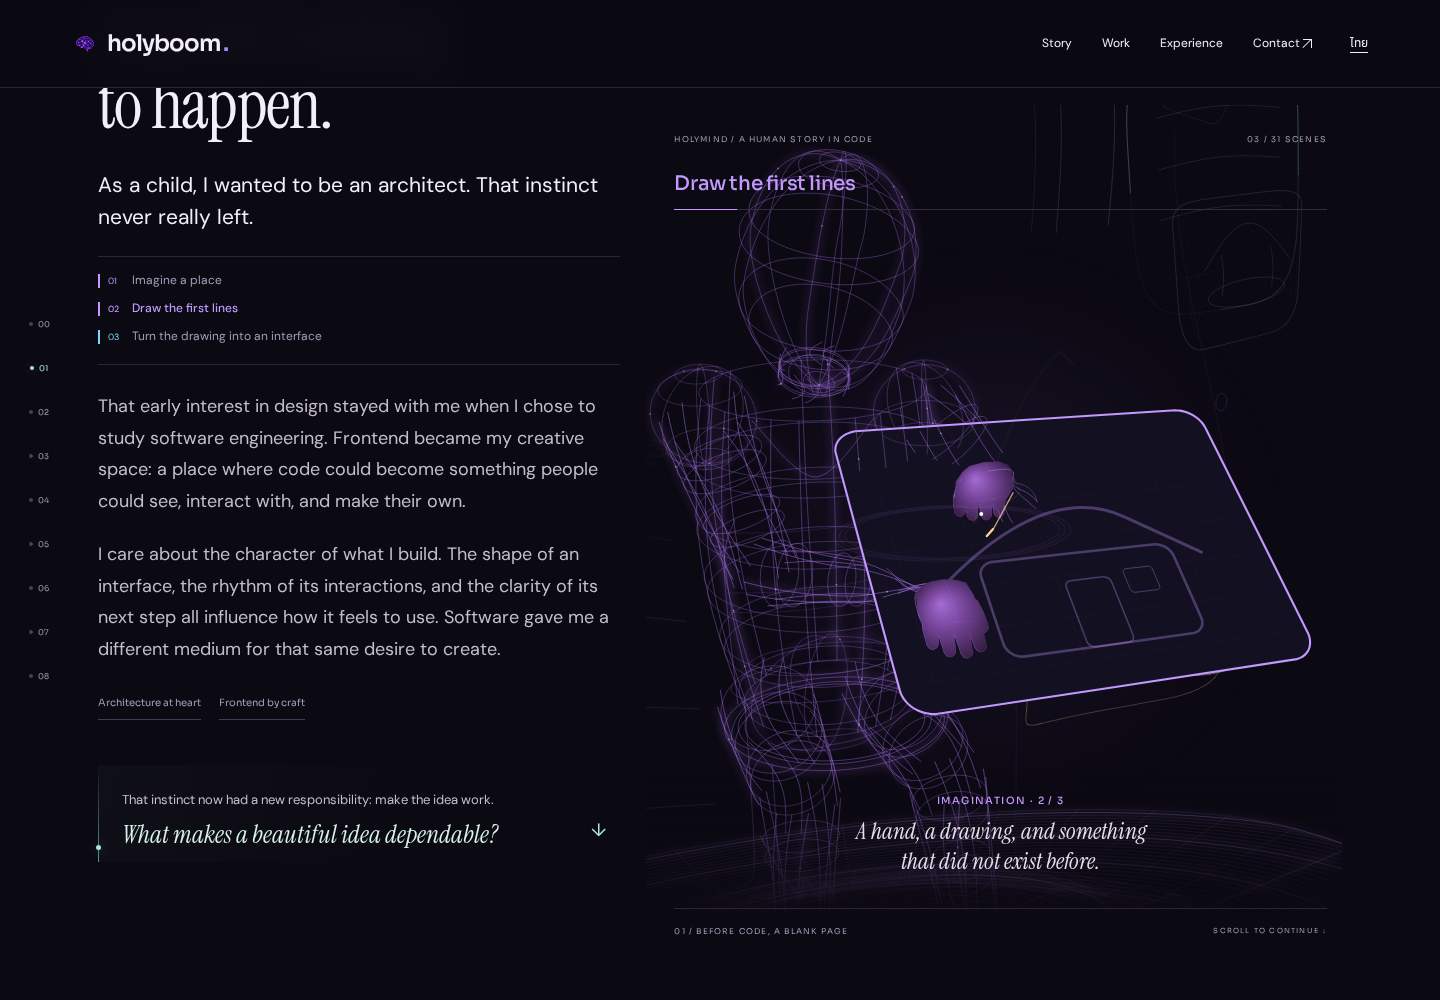 holyboom.
Story
Work
Experience
Contact
ไทย
to happen.
As a child, I wanted to be an architect. That instinct
never really left.
01 Imagine a place
02 Draw the first lines
03 Turn the drawing into an interface
00
01
02
03
04
05
06
07
08
That early interest in design stayed with me when I chose to
study software engineering. Frontend became my creative
space: a place where code could become something people
could see, interact with, and make their own.
I care about the character of what I build. The shape of an
interface, the rhythm of its interactions, and the clarity of its
next step all influence how it feels to use. Software gave me a
different medium for that same desire to create.
Architecture at heart
Frontend by craft
That instinct now had a new responsibility: make the idea work.
What makes a beautiful idea dependable?
HOLYMIND / A HUMAN STORY IN CODE
03 / 31 SCENES
Draw the first lines
IMAGINATION · 2 / 3
A hand, a drawing, and something
that did not exist before.
01 / BEFORE CODE, A BLANK PAGE
SCROLL TO CONTINUE ↓